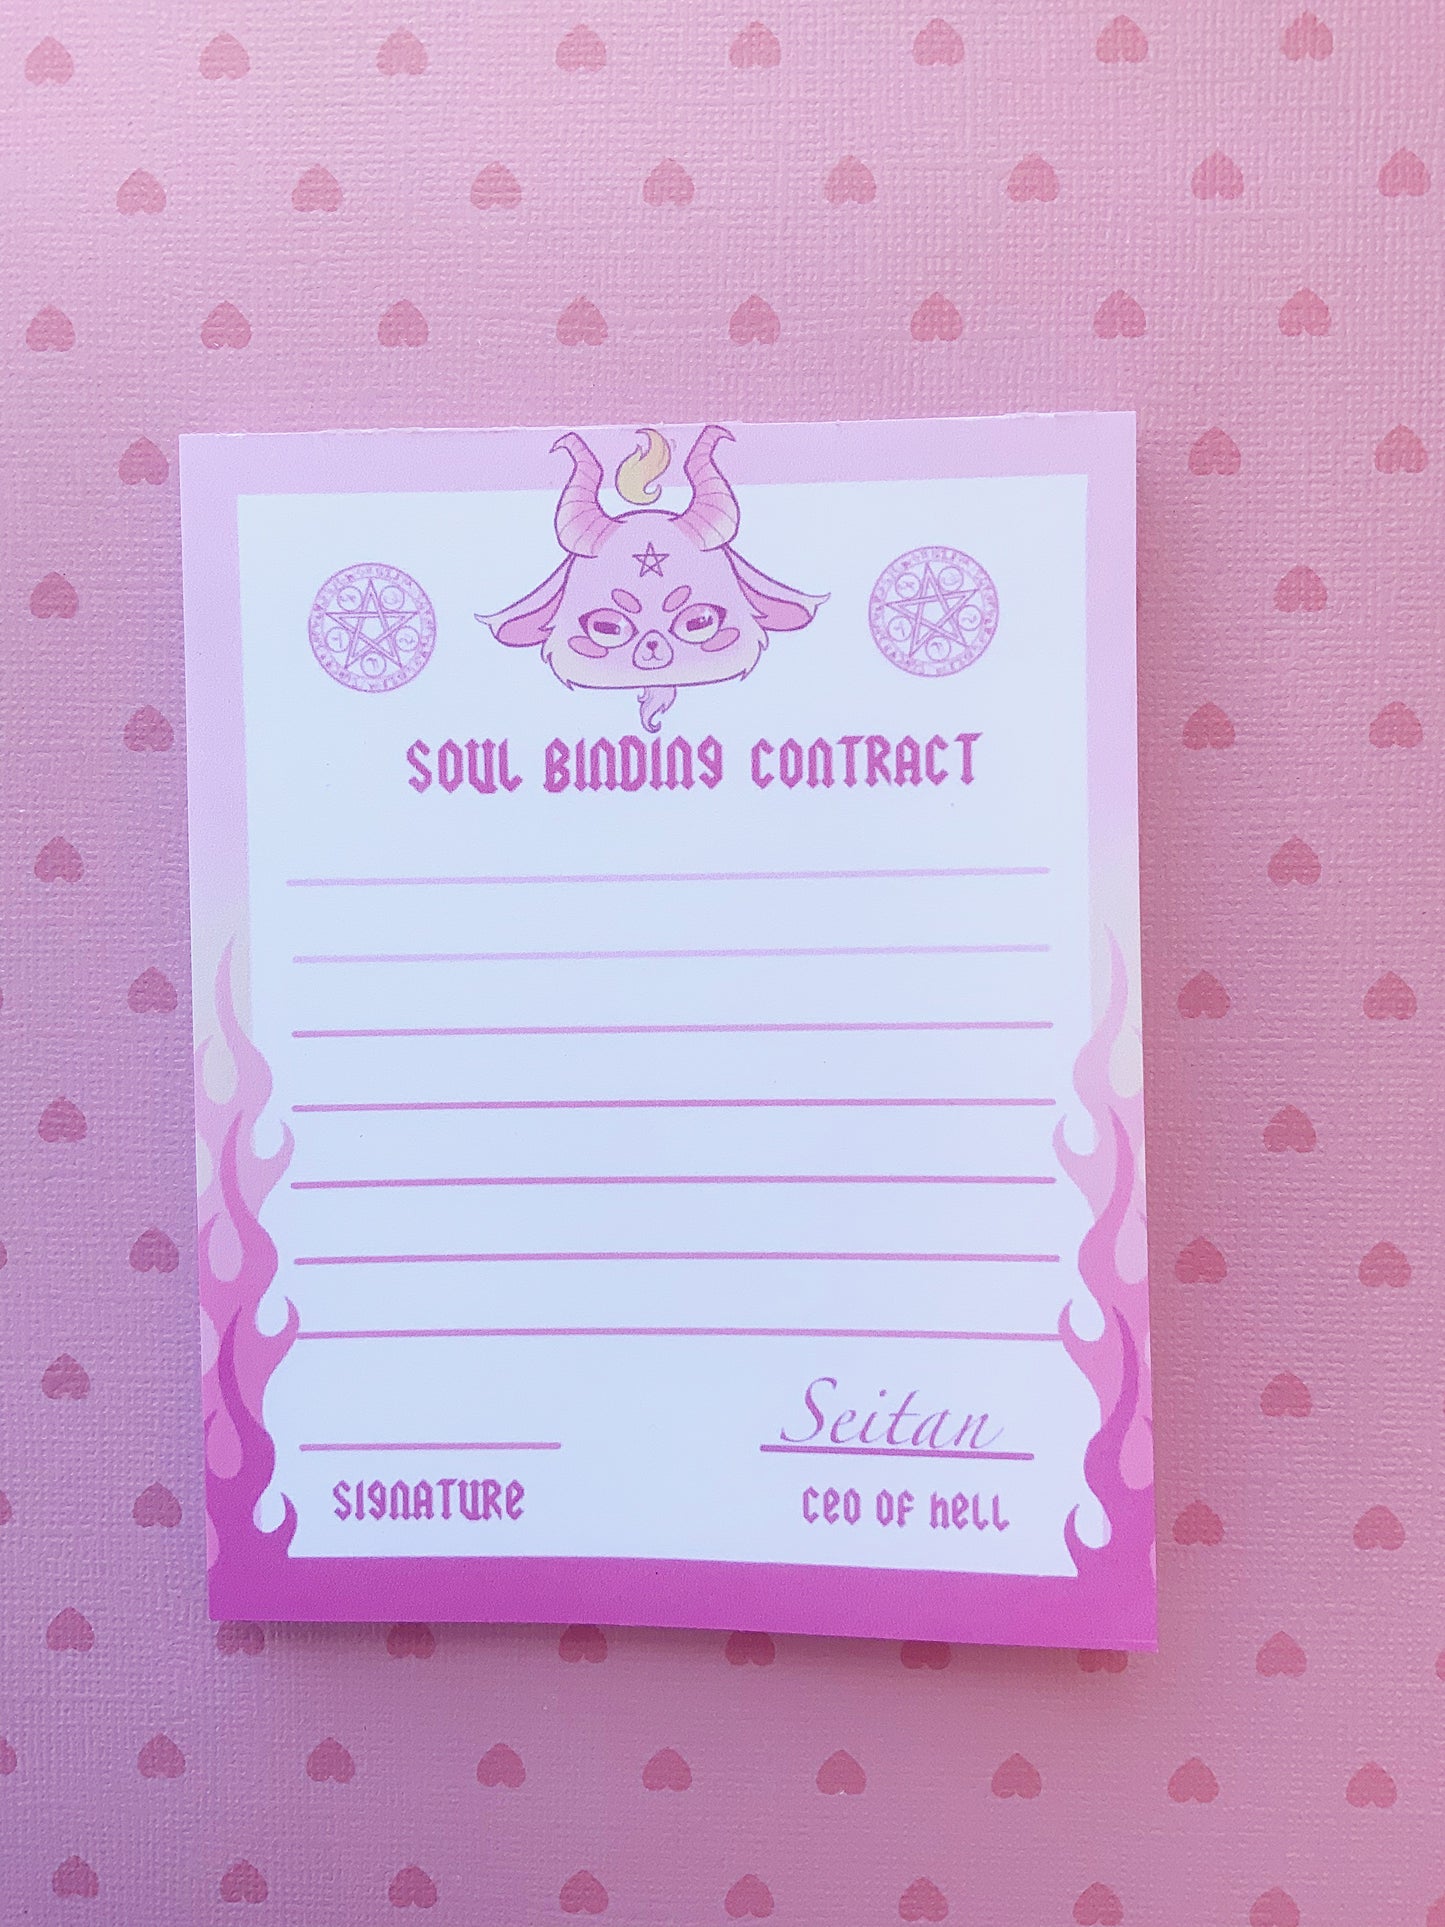 SOUL BINDING CONTRACT
Seitan
SIGNATURE
CEO OF HELL